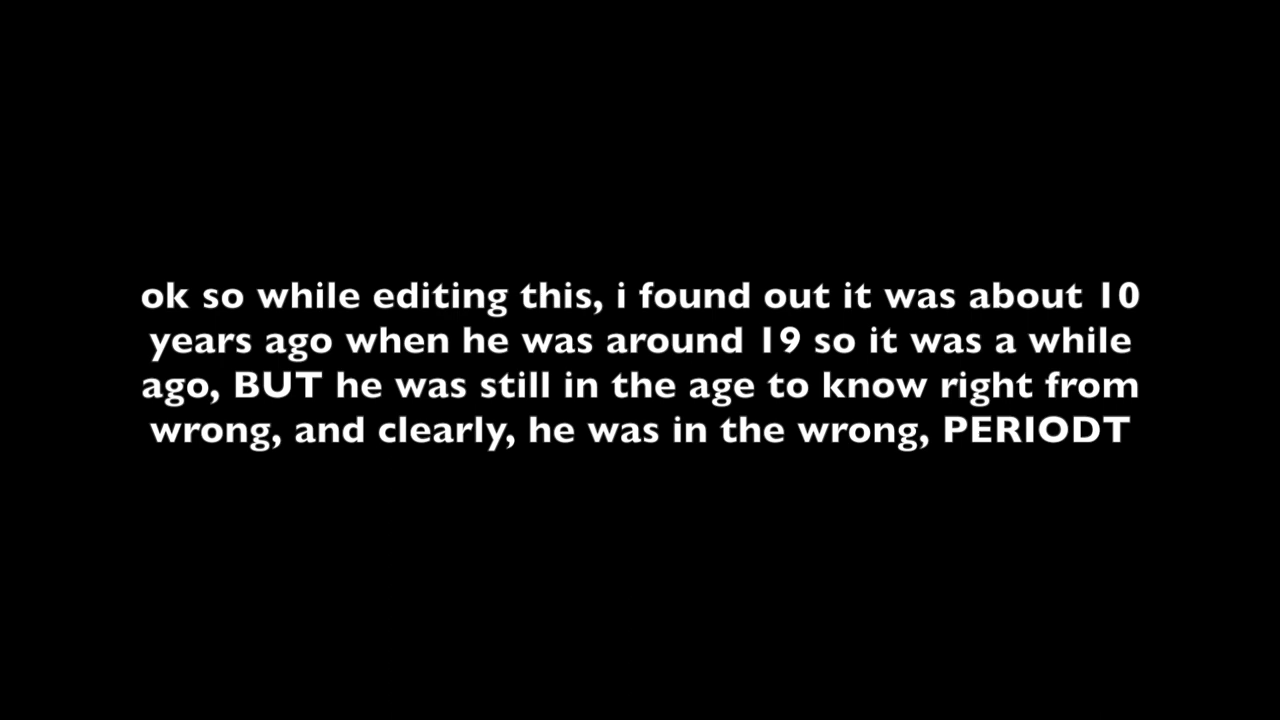 ok so while editing this, i found out it was about 10
years ago when he was around 19 so it was a while
ago, BUT he was still in the age to know right from
wrong, and clearly, he was in the wrong, PERIODT